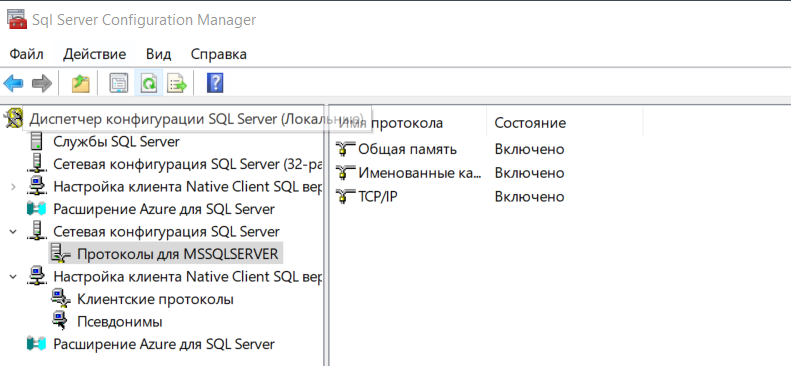 Sql Server Configuration Manager
Файл Действие Вид Справка
Диспетчер конфигурации SQL Server (Локально)
Службы SQL Server
Сетевая конфигурация SQL Server (32-ра
Настройка клиента Native Client SQL вер
Расширение Azure для SQL Server
Сетевая конфигурация SQL Server
Протоколы для MSSQLSERVER
Настройка клиента Native Client SQL вер
Клиентские протоколы
Псевдонимы
Расширение Azure для SQL Server
Имя протокола Состояние
Общая память Включено
Именованные ка... Включено
TCP/IP Включено